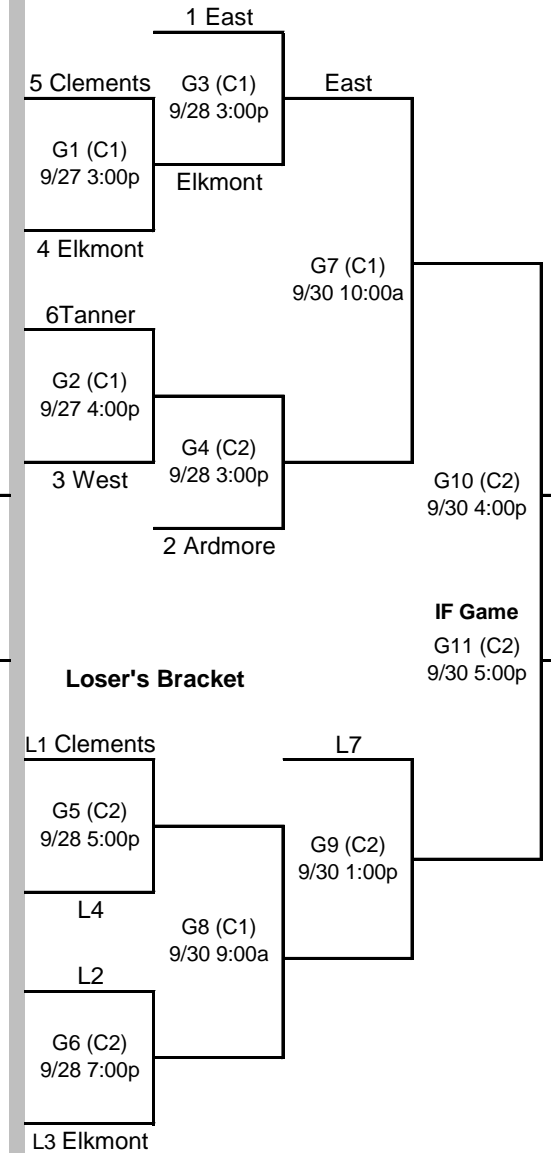 1 East
5 Clements
G3 (C1)
9/28 3:00p
East
G1 (C1)
9/27 3:00p
Elkmont
4 Elkmont
G7 (C1)
9/30 10:00a
6Tanner
G2 (C1)
9/27 4:00p
G4 (C2)
9/28 3:00p
3 West
G10 (C2)
9/30 4:00p
2 Ardmore
IF Game
G11 (C2)
9/30 5:00p
Loser's Bracket
L1 Clements
L7
G5 (C2)
9/28 5:00p
G9 (C2)
9/30 1:00p
L4
G8 (C1)
9/30 9:00a
L2
G6 (C2)
9/28 7:00p
L3 Elkmont